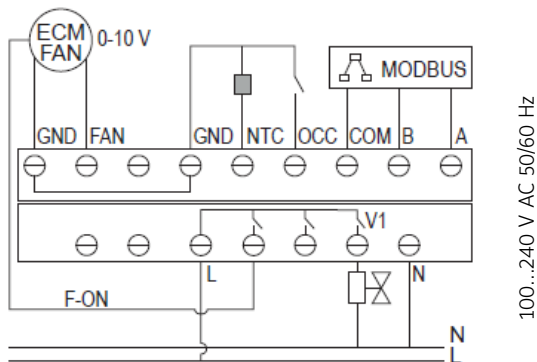 ECM
FAN
0-10 V
MODBUS
GND FAN GND NTC OCC COM B A
V1
L N
F-ON
N
L
100...240 V AC 50/60 Hz